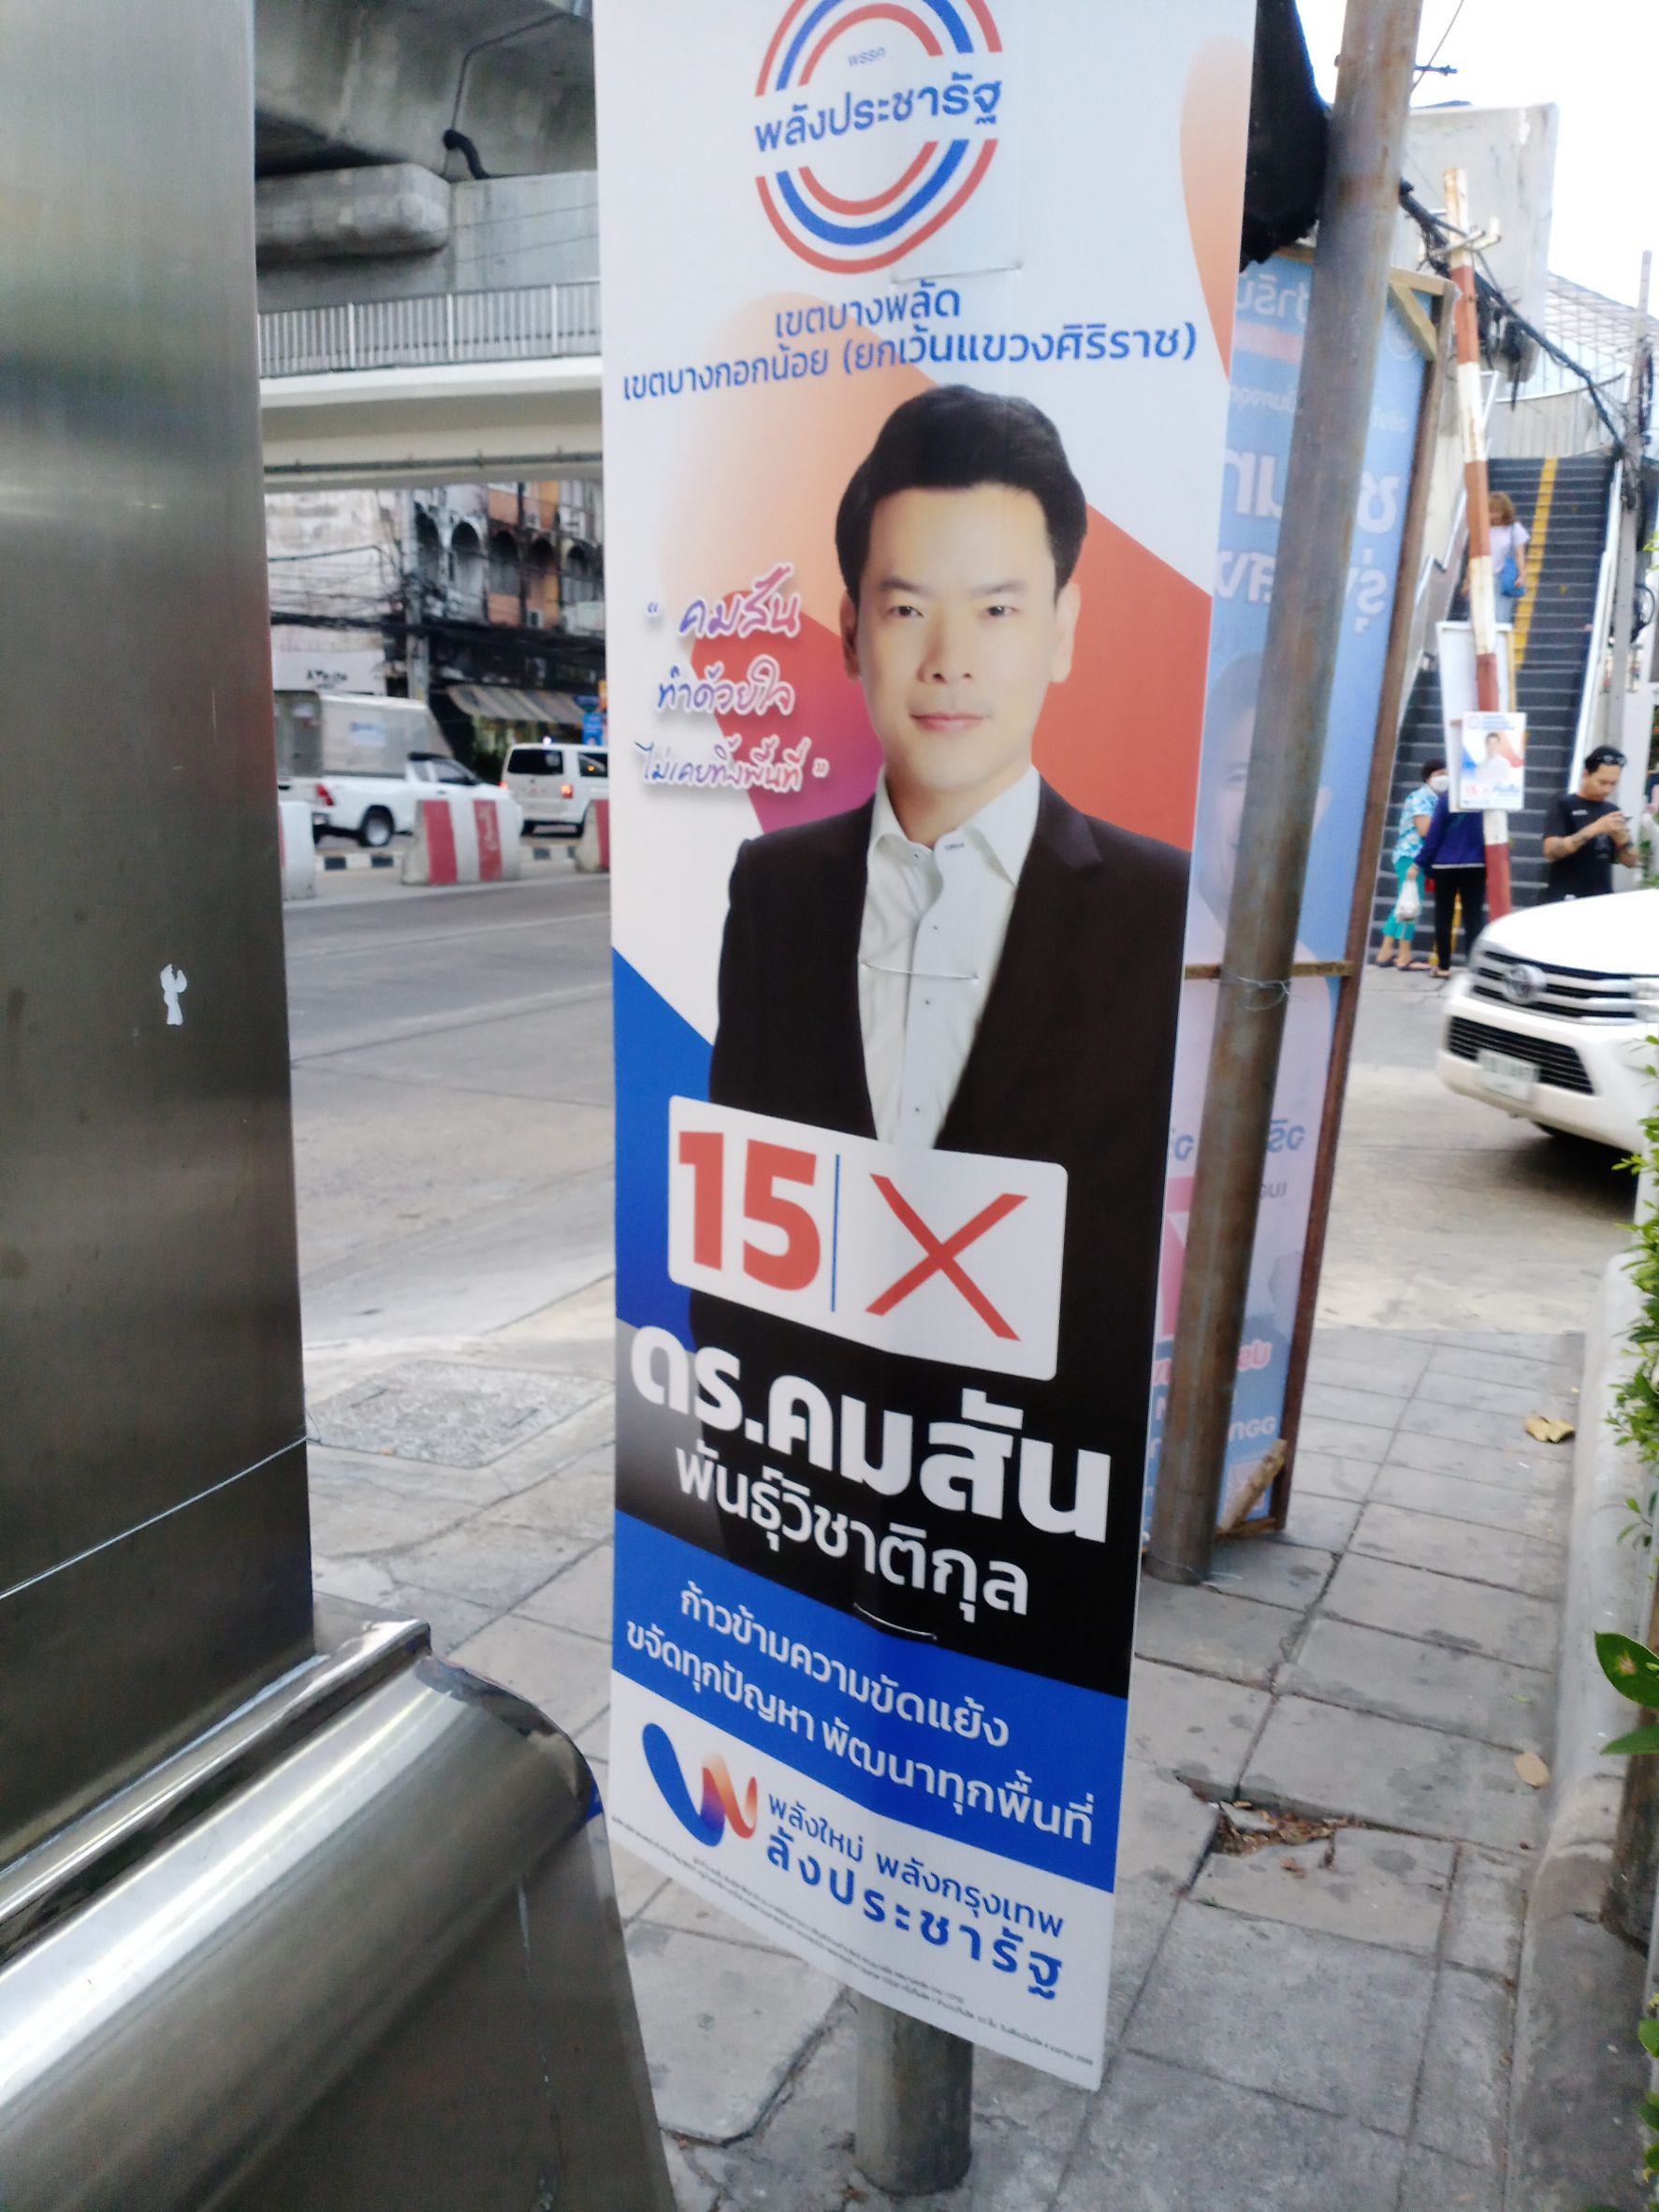 พรรค
พลังประชารัฐ
เขตบางพลัด
เขตบางกอกน้อย (ยกเว้นแขวงศิริราช)
"คมสัน
ทำด้วยใจ
ไม่เคยทิ้งพื้นที่"
15 X
ดร.คมสัน
พันธุ์วิชาติกุล
ก้าวข้ามความขัดแย้ง
ขจัดทุกปัญหา พัฒนาทุกพื้นที่
พลังใหม่ พลังกรุงเทพ
ลังประชารัฐ